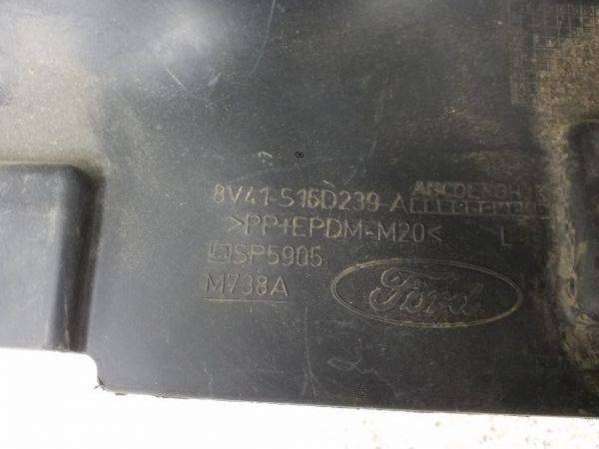 8V41-S16D239-A
>PP+EPDM-M20<
SP5905
M738A
Ford